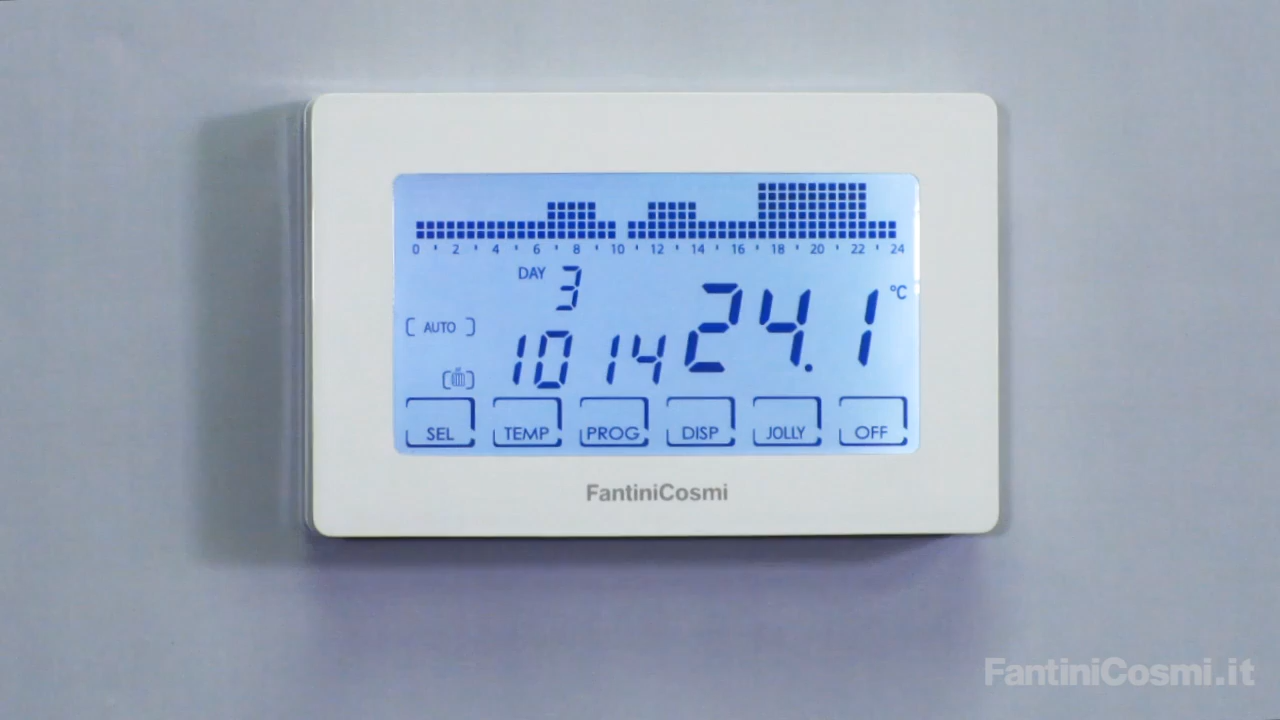 0 2 4 6 8 10 12 14 16 18 20 22 24
DAY 3
24.1 °C
AUTO
10 14
SEL TEMP PROG DISP JOLLY OFF
FantiniCosmi
FantiniCosmi.it